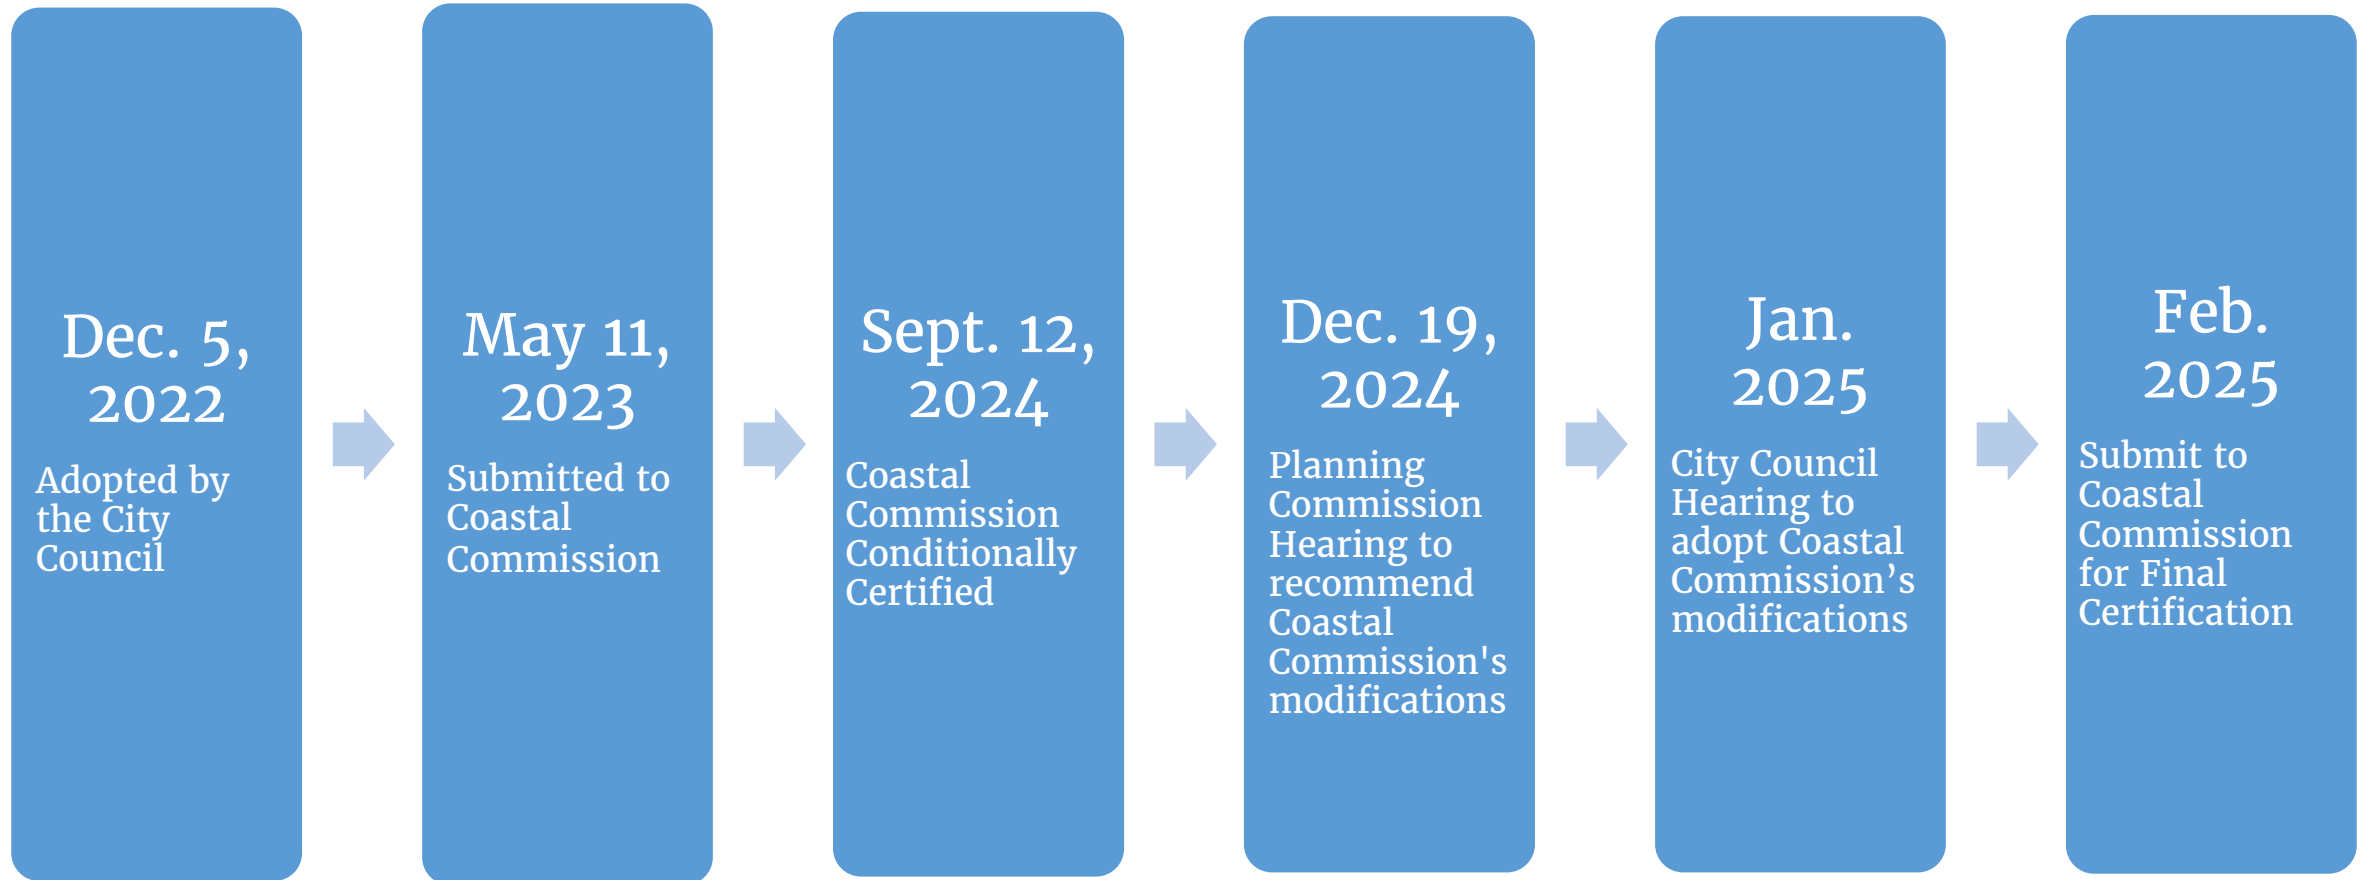 Dec. 5,
2022
Adopted by
the City
Council
May 11,
2023
Submitted to
Coastal
Commission
Sept. 12,
2024
Coastal
Commission
Conditionally
Certified
Dec. 19,
2024
Planning
Commission
Hearing to
recommend
Coastal
Commission's
modifications
Jan.
2025
City Council
Hearing to
adopt Coastal
Commission’s
modifications
Feb.
2025
Submit to
Coastal
Commission
for Final
Certification